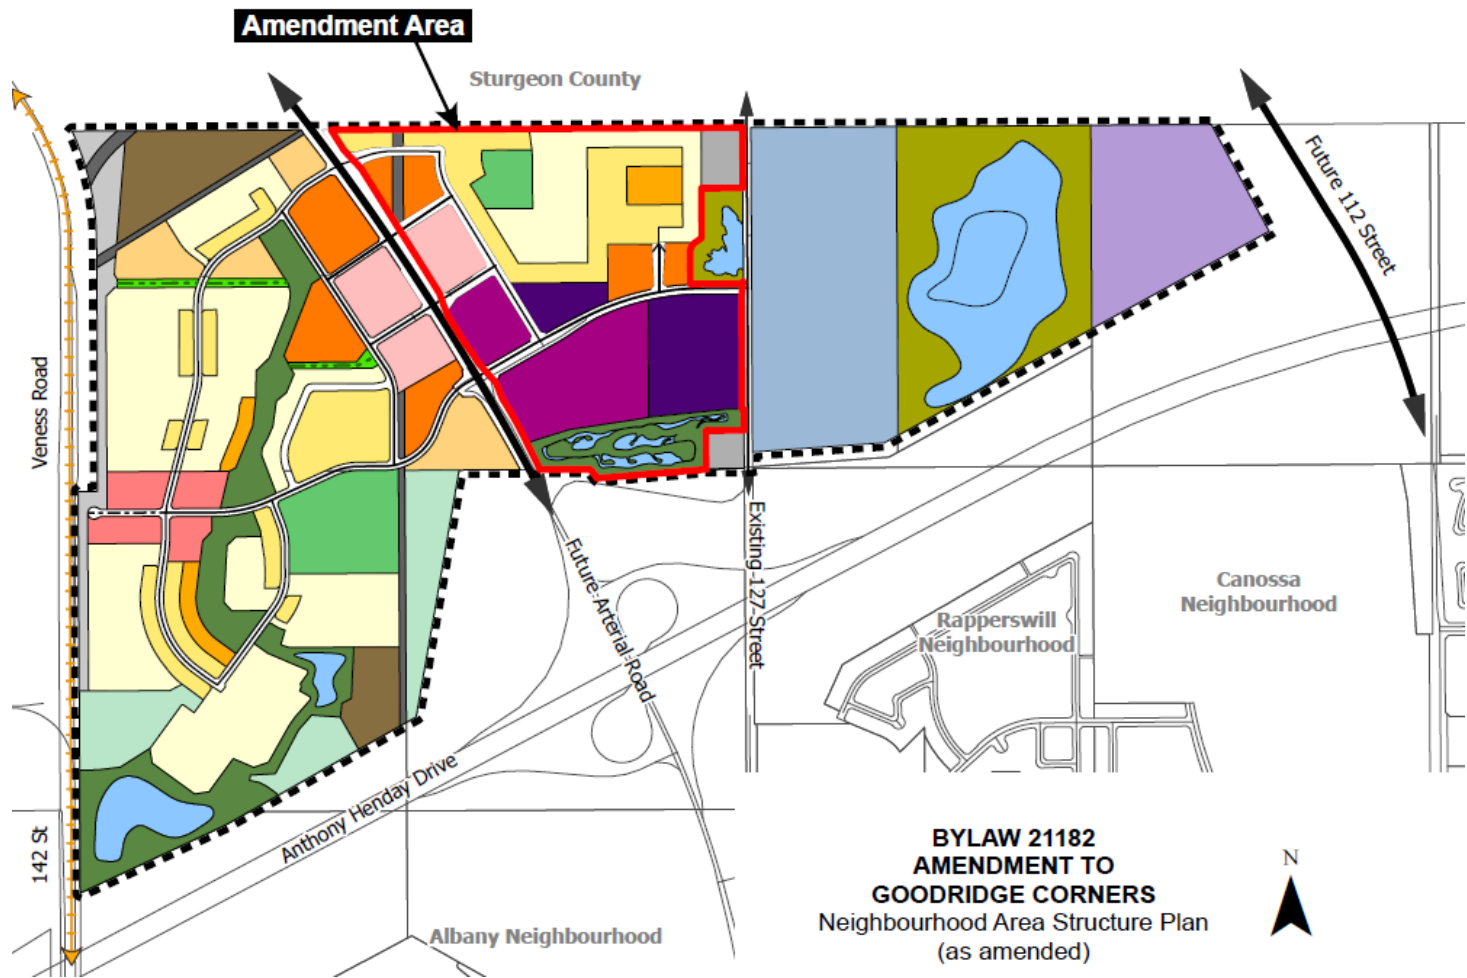 Amendment Area
Sturgeon County
Future 112 Street
Veness Road
Existing 127 Street
Future Arterial Road
Canossa
Neighbourhood
Rapperswill
Neighbourhood
Anthony Henday Drive
142 St
Albany Neighbourhood
BYLAW 21182
AMENDMENT TO
GOODRIDGE CORNERS
Neighbourhood Area Structure Plan
(as amended)
N